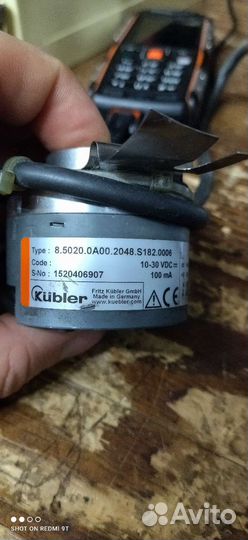 Type : 8.5020.0A00.2048.S182.0006
Code :
10-30 VDC
S-No : 1520406907
100 mA
Kübler
Fritz Kübler GmbH
Made in Germany
www.kuebler.com
CE
SHOT ON REDMI 9T
Avito